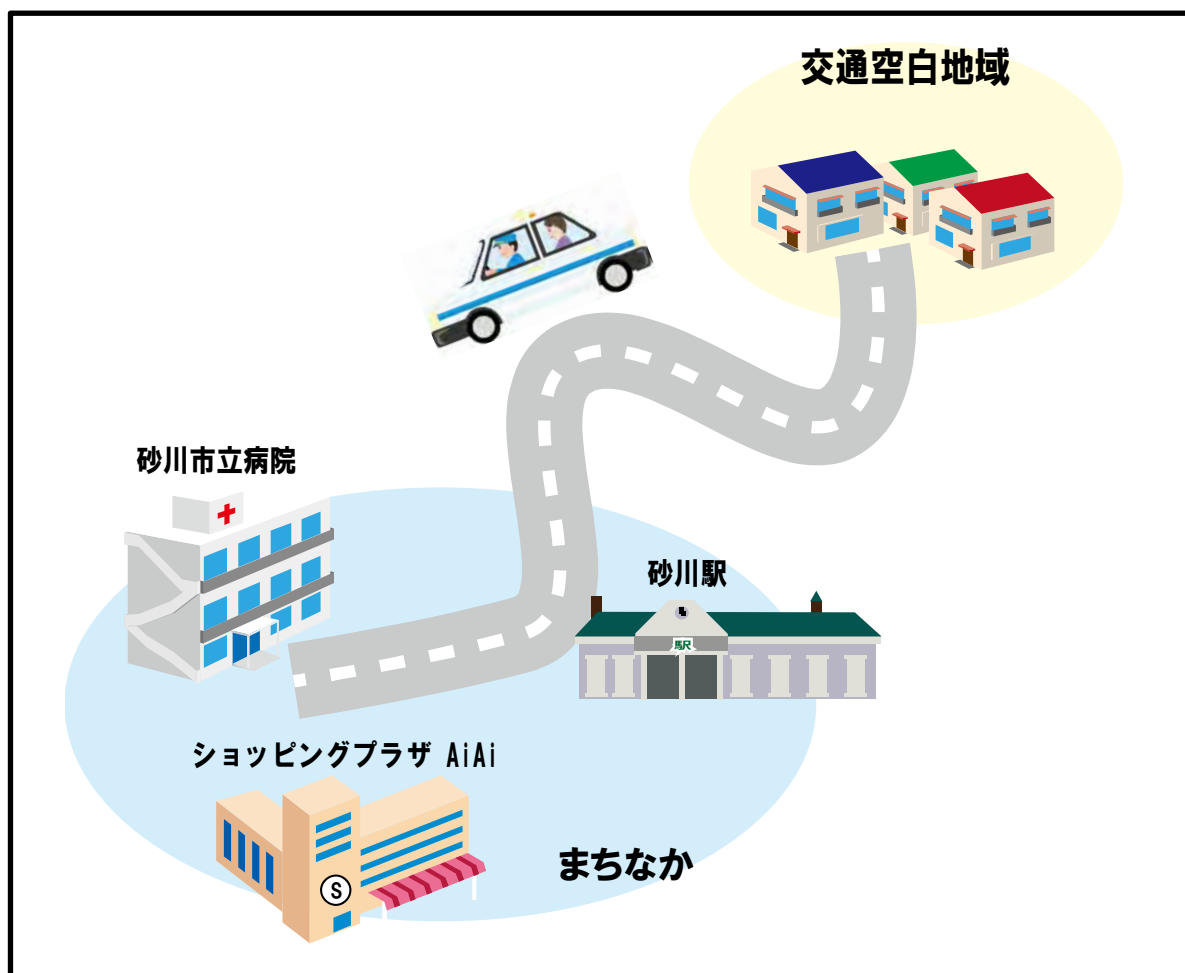 交通空白地域
砂川市立病院
砂川駅
駅
ショッピングプラザ AiAi
S
まちなか